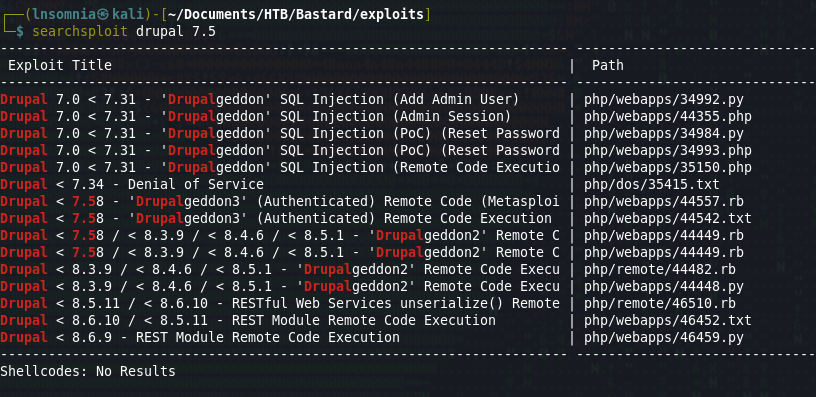 ┌──(lnsomnia㉿kali)-[~/Documents/HTB/Bastard/exploits]
└─$ searchsploit drupal 7.5
---------------------------------------------------------------------- ---------------------------------
 Exploit Title | Path
---------------------------------------------------------------------- ---------------------------------
Drupal 7.0 < 7.31 - 'Drupalgeddon' SQL Injection (Add Admin User) | php/webapps/34992.py
Drupal 7.0 < 7.31 - 'Drupalgeddon' SQL Injection (Admin Session) | php/webapps/44355.php
Drupal 7.0 < 7.31 - 'Drupalgeddon' SQL Injection (PoC) (Reset Password | php/webapps/34984.py
Drupal 7.0 < 7.31 - 'Drupalgeddon' SQL Injection (PoC) (Reset Password | php/webapps/34993.php
Drupal 7.0 < 7.31 - 'Drupalgeddon' SQL Injection (Remote Code Executio | php/webapps/35150.php
Drupal < 7.34 - Denial of Service | php/dos/35415.txt
Drupal < 7.58 - 'Drupalgeddon3' (Authenticated) Remote Code (Metasploi | php/webapps/44557.rb
Drupal < 7.58 - 'Drupalgeddon3' (Authenticated) Remote Code Execution | php/webapps/44542.txt
Drupal < 7.58 / < 8.3.9 / < 8.4.6 / < 8.5.1 - 'Drupalgeddon2' Remote C | php/webapps/44449.rb
Drupal < 7.58 / < 8.3.9 / < 8.4.6 / < 8.5.1 - 'Drupalgeddon2' Remote C | php/webapps/44449.rb
Drupal < 8.3.9 / < 8.4.6 / < 8.5.1 - 'Drupalgeddon2' Remote Code Execu | php/remote/44482.rb
Drupal < 8.3.9 / < 8.4.6 / < 8.5.1 - 'Drupalgeddon2' Remote Code Execu | php/webapps/44448.py
Drupal < 8.5.11 / < 8.6.10 - RESTful Web Services unserialize() Remote | php/remote/46510.rb
Drupal < 8.6.10 / < 8.5.11 - REST Module Remote Code Execution | php/webapps/46452.txt
Drupal < 8.6.9 - REST Module Remote Code Execution | php/webapps/46459.py
---------------------------------------------------------------------- ---------------------------------
Shellcodes: No Results